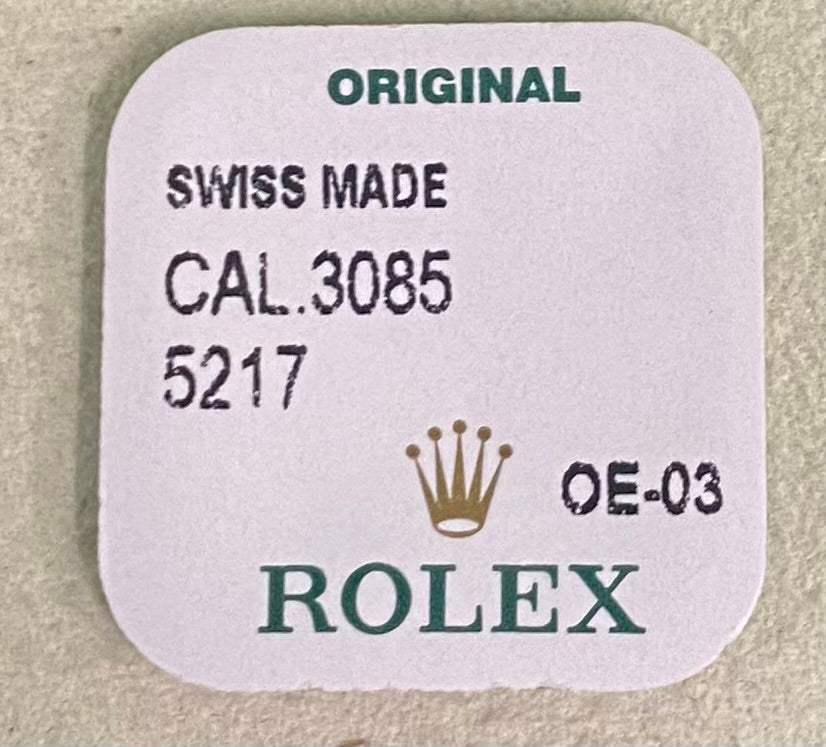 ORIGINAL
SWISS MADE
CAL.3085
5217
OE-03
ROLEX